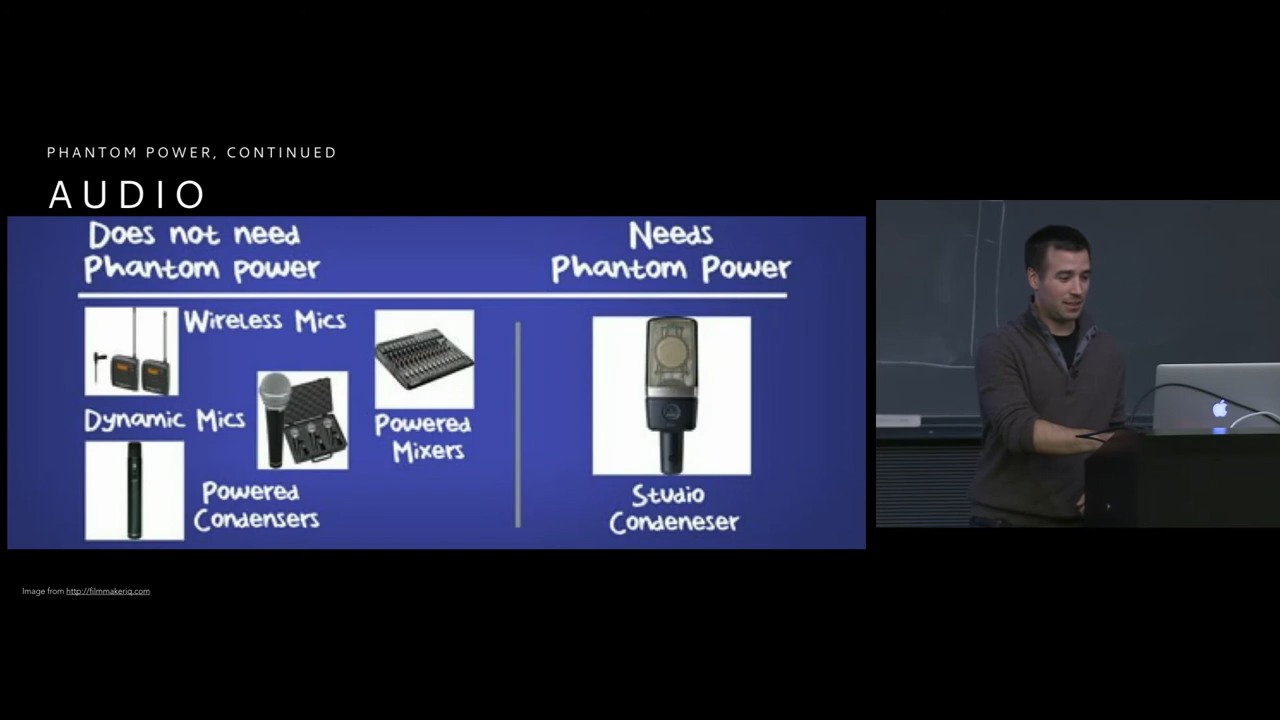 PHANTOM POWER, CONTINUED
AUDIO
Does not need
Phantom power
Needs
Phantom Power
Wireless Mics
Dynamic Mics
Powered
Mixers
Powered
Condensers
Studio
Condeneser
Image from http://filmmakeriq.com